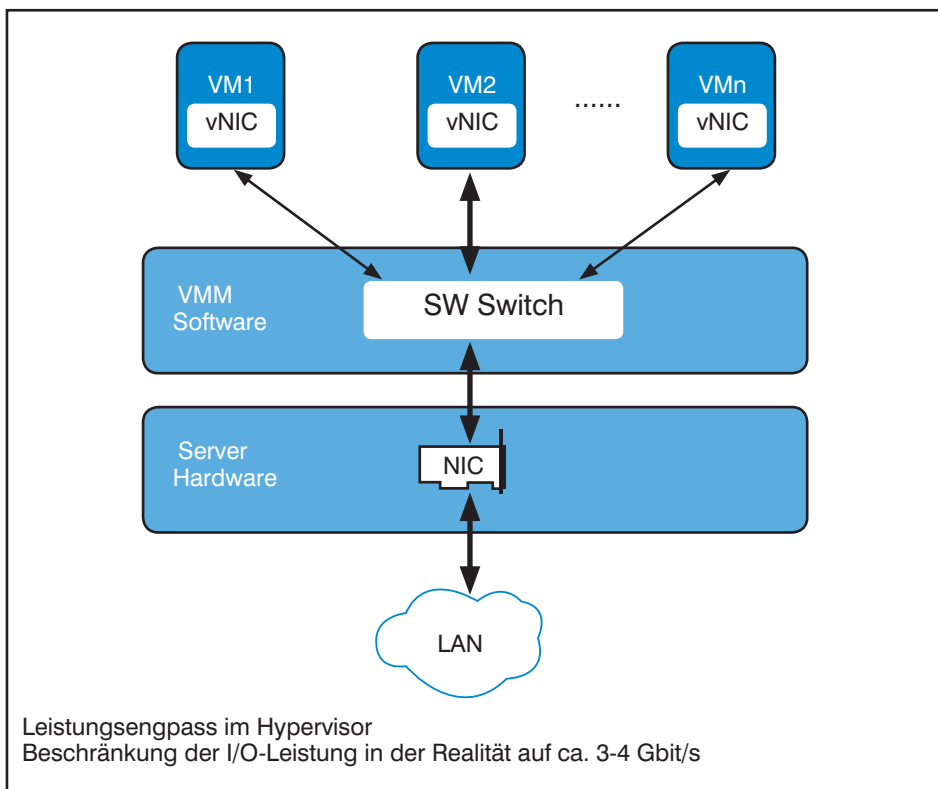 VM1
vNIC
VM2
vNIC
......
VMn
vNIC
VMM
Software
SW Switch
Server
Hardware
NIC
LAN
Leistungsengpass im Hypervisor
Beschränkung der I/O-Leistung in der Realität auf ca. 3-4 Gbit/s